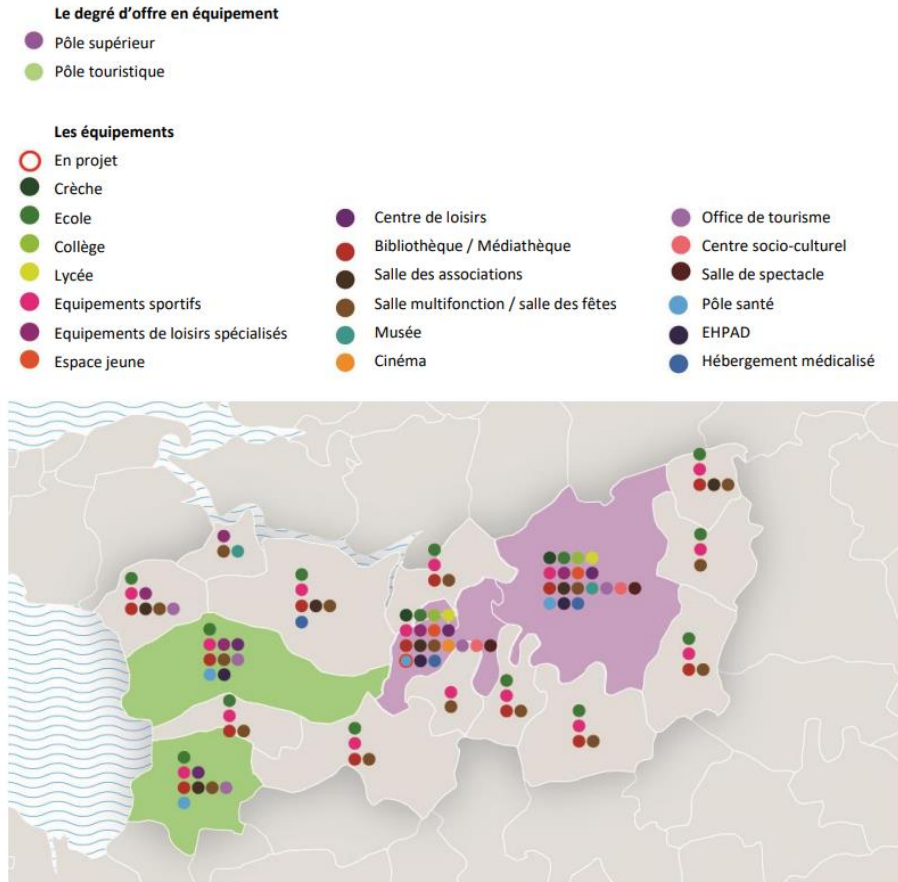 Le degré d’offre en équipement
Pôle supérieur
Pôle touristique
Les équipements
En projet
Crèche
Ecole
Collège
Lycée
Equipements sportifs
Equipements de loisirs spécialisés
Espace jeune
Centre de loisirs
Bibliothèque / Médiathèque
Salle des associations
Salle multifonction / salle des fêtes
Musée
Cinéma
Office de tourisme
Centre socio-culturel
Salle de spectacle
Pôle santé
EHPAD
Hébergement médicalisé